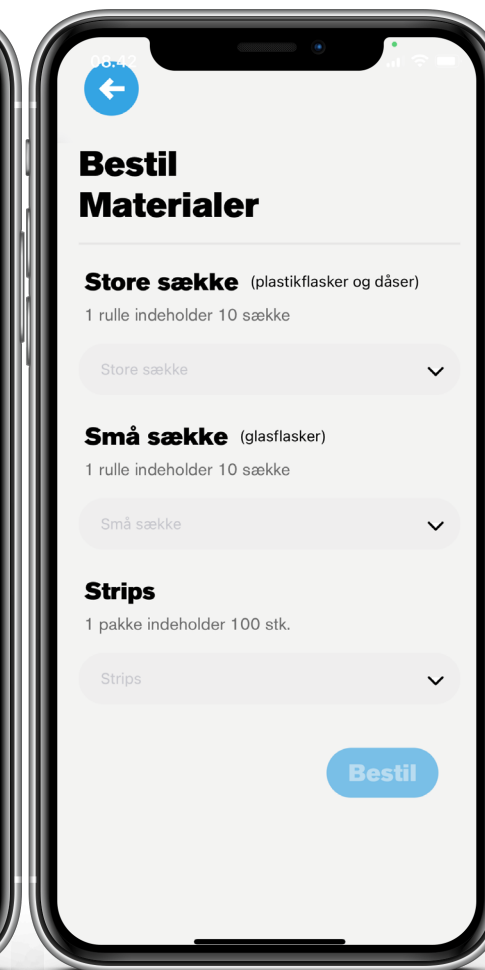 08.42
Bestil
Materialer
Store sække (plastikflasker og dåser)
1 rulle indeholder 10 sække
Store sække
Små sække (glasflasker)
1 rulle indeholder 10 sække
Små sække
Strips
1 pakke indeholder 100 stk.
Strips
Bestil